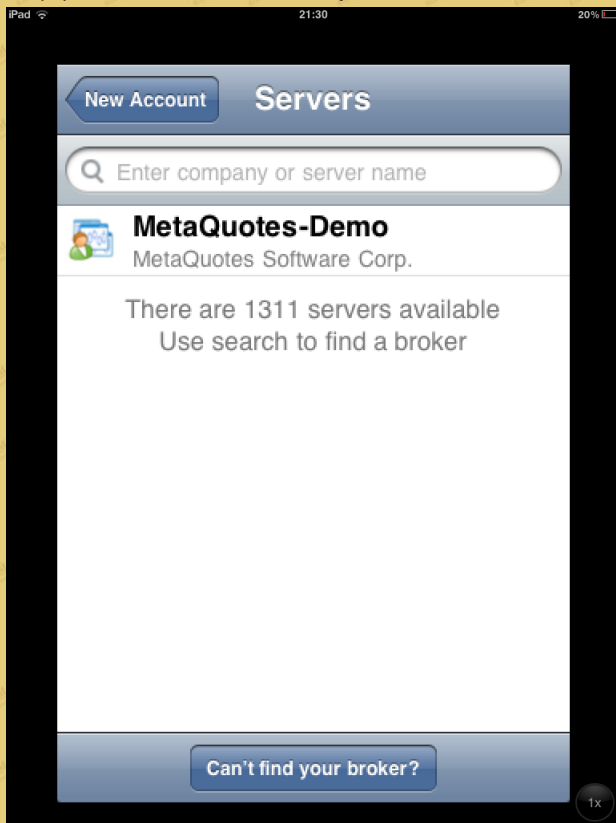 iPad
21:30
20%
New Account
Servers
Enter company or server name
MetaQuotes-Demo
MetaQuotes Software Corp.
There are 1311 servers available
Use search to find a broker
Can't find your broker?
1x